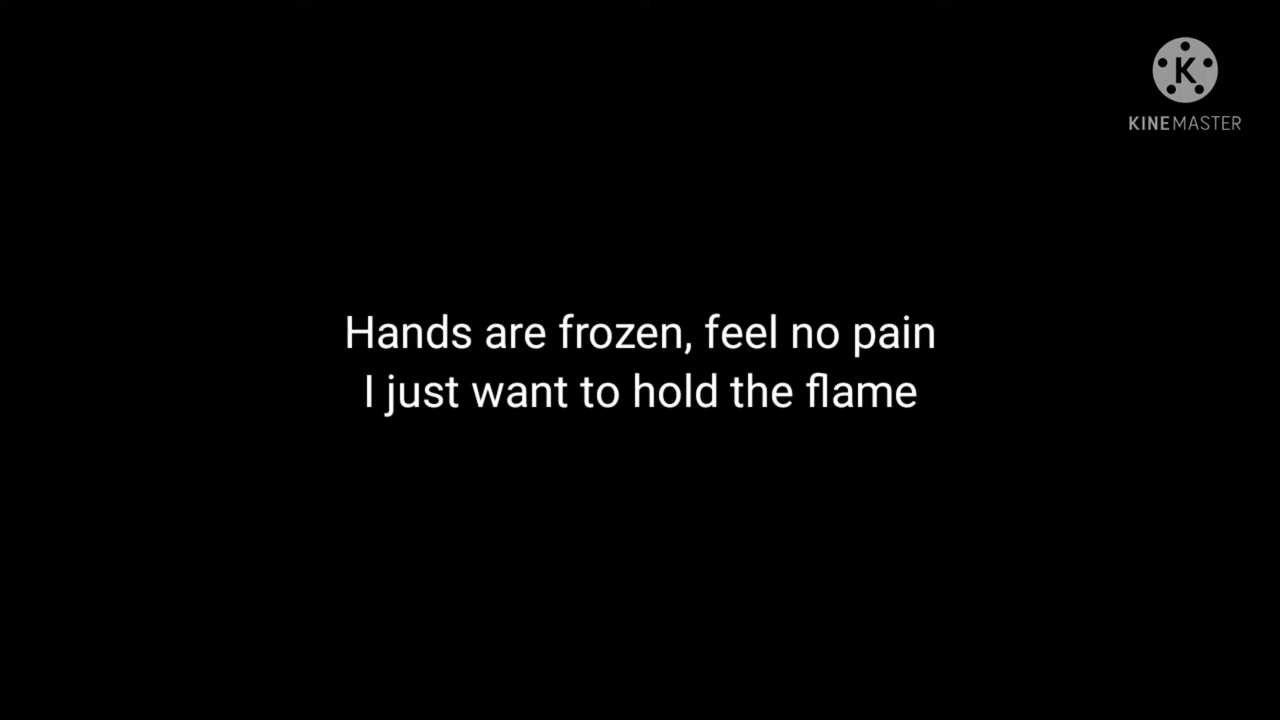 K
KINEMASTER
Hands are frozen, feel no pain
I just want to hold the flame